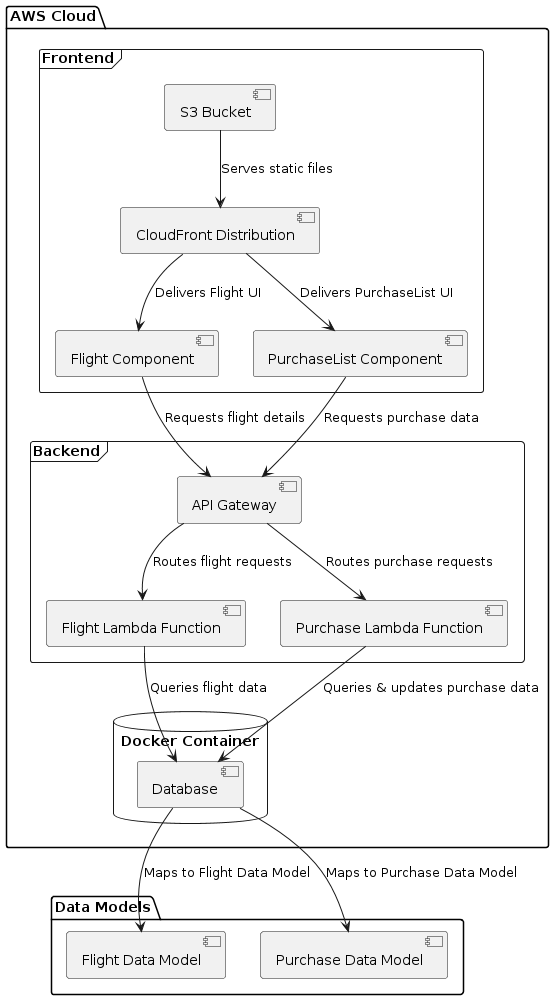 AWS Cloud
Frontend
S3 Bucket
Serves static files
CloudFront Distribution
Delivers Flight UI
Delivers PurchaseList UI
Flight Component
PurchaseList Component
Requests flight details
Requests purchase data
Backend
API Gateway
Routes flight requests
Routes purchase requests
Flight Lambda Function
Purchase Lambda Function
Queries flight data
Queries & updates purchase data
Docker Container
Database
Maps to Flight Data Model
Maps to Purchase Data Model
Data Models
Flight Data Model
Purchase Data Model